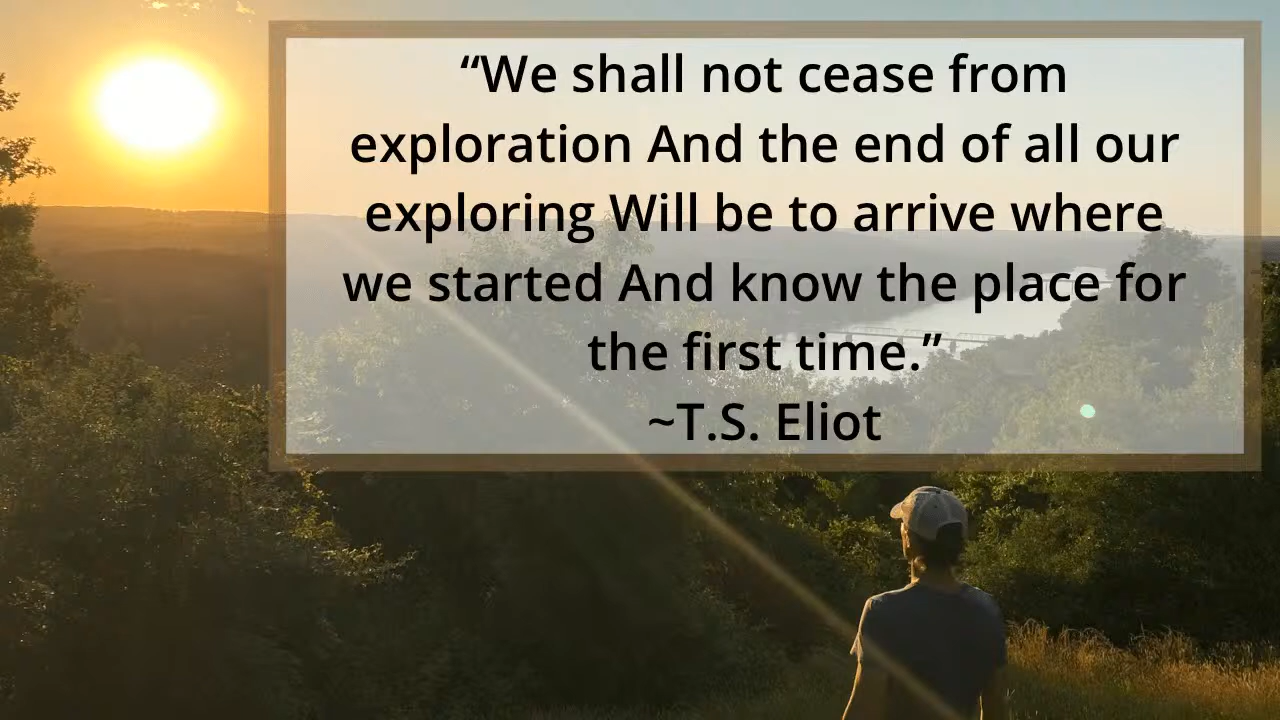 “We shall not cease from
exploration And the end of all our
exploring Will be to arrive where
we started And know the place for
the first time.”
~T.S. Eliot